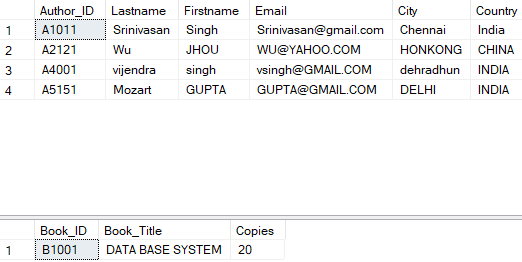 Author_ID Lastname Firstname Email City Country
1 A1011 Srinivasan Singh Srinivasan@gmail.com Chennai India
2 A2121 Wu JHOU WU@YAHOO.COM HONKONG CHINA
3 A4001 vijendra singh vsingh@GMAIL.COM dehradhun INDIA
4 A5151 Mozart GUPTA GUPTA@GMAIL.COM DELHI INDIA
Book_ID Book_Title Copies
1 B1001 DATA BASE SYSTEM 20